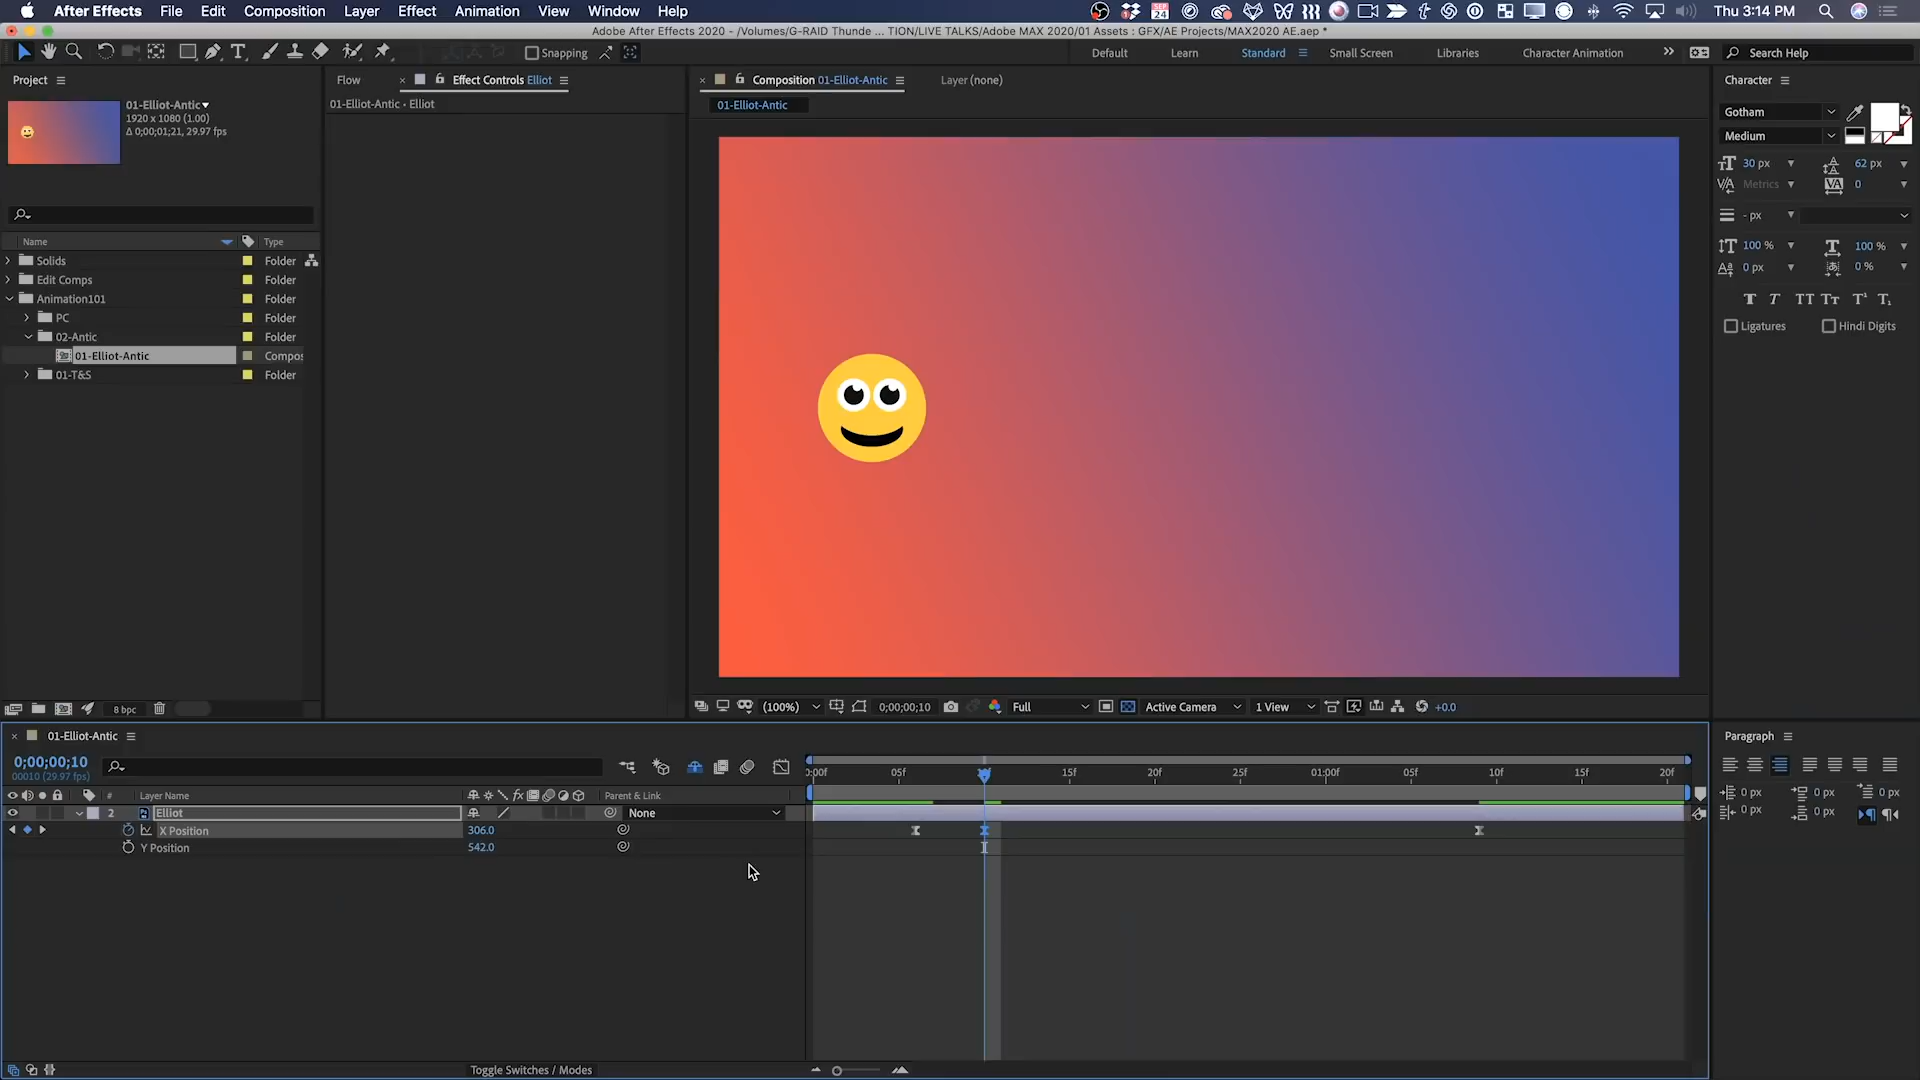 After Effects File Edit Composition Layer Effect Animation View Window Help Thu 3:14 PM
SEP
24
Adobe After Effects 2020 - /Volumes/G-RAID Thunde ... TION/LIVE TALKS/Adobe MAX 2020/01 Assets : GFX/AE Projects/MAX2020 AE.aep *
Snapping Default Learn Standard Small Screen Libraries Character Animation Search Help
Project Flow Effect Controls Elliot Composition 01-Elliot-Antic Layer (none) Character
01-Elliot-Antic 01-Elliot-Antic • Elliot 01-Elliot-Antic
1920 x 1080 (1.00)
Δ 0;00;01;21, 29.97 fps
Gotham
Medium
30 px 62 px
Metrics 0
- px
100 % 100 %
0 px 0 %
Ligatures Hindi Digits
Name Type
Solids Folder
Edit Comps Folder
Animation101 Folder
PC Folder
02-Antic Folder
01-Elliot-Antic Compos
01-T&S Folder
8 bpc (100%) 0;00;00;10 Full Active Camera 1 View +0.0
01-Elliot-Antic Paragraph
0;00;00;10
00010 (29.97 fps)
:00f 05f 15f 20f 25f 01:00f 05f 10f 15f 20f
# Layer Name Parent & Link
2 Elliot None
X Position 306.0
Y Position 542.0
0 px 0 px 0 px
0 px 0 px
Toggle Switches / Modes